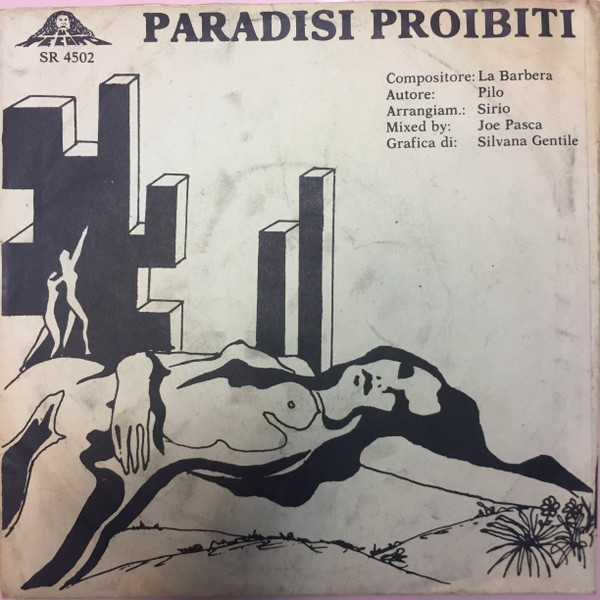 PARADISI PROIBITI
SR 4502
Compositore: La Barbera
Autore: Pilo
Arrangiam.: Sirio
Mixed by: Joe Pasca
Grafica di: Silvana Gentile